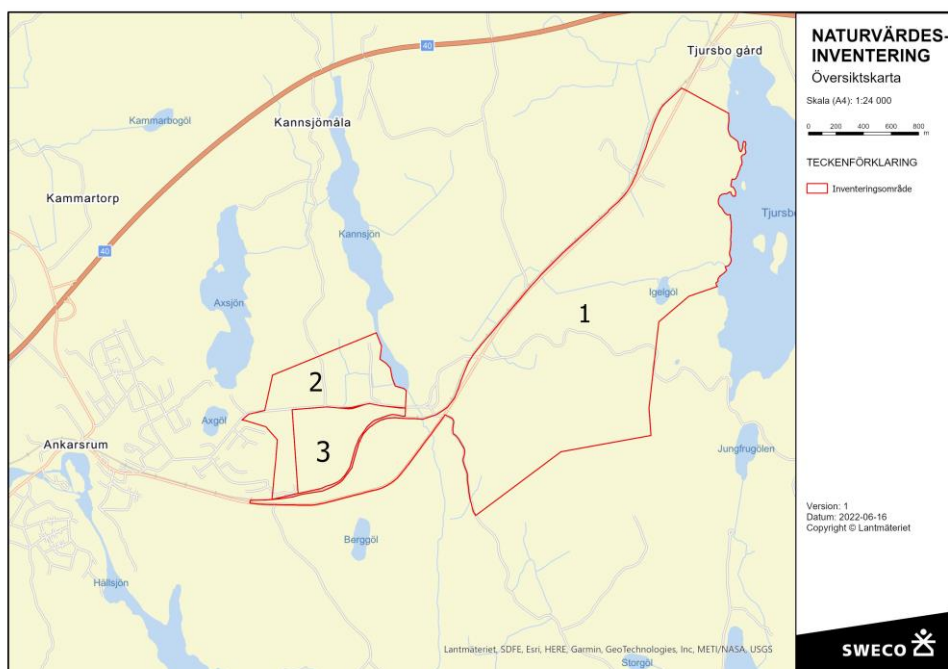 NATURVÄRDES-
INVENTERING
Översiktskarta
Skala (A4): 1:24 000
0 200 400 600 800
m
TECKENFÖRKLARING
Inventeringsområde
40
Tjursbo gård
Kammarbogöl
Kannsjömåla
Kammartorp
Kannsjön
40
Axsjön
Igelgöl
1
2
Axgöl
3
Ankarsrum
Jungfrugölen
Berggöl
Hållsjön
Storgöl
Lantmäteriet, SDFE, Esri, HERE, Garmin, GeoTechnologies, Inc, METI/NASA, USGS
Version: 1
Datum: 2022-06-16
Copyright © Lantmäteriet
SWECO